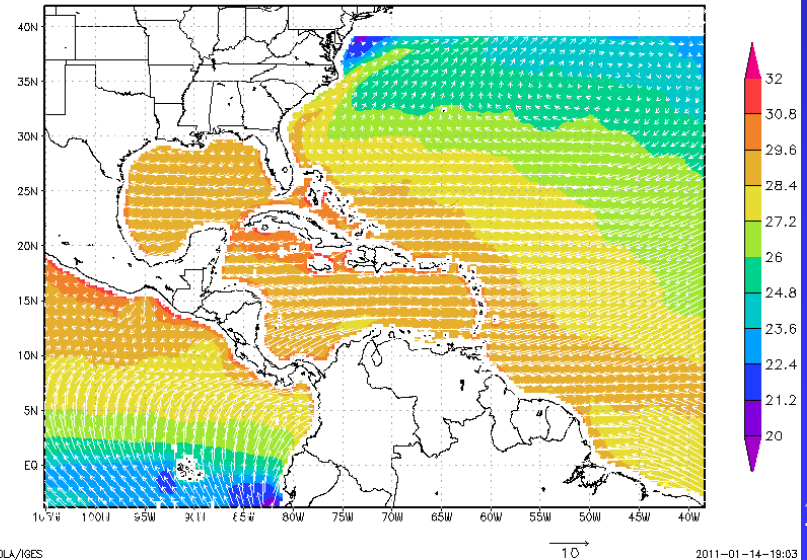 40N
35N
30N
25N
20N
15N
10N
5N
EQ
100W 95W 80W 75W 70W 65W 60W 55W 50W 45W 40W
32
30.8
29.6
28.4
27.2
26
24.8
23.6
22.4
21.2
20
10
OLA/IGES
2011-01-14-19:03